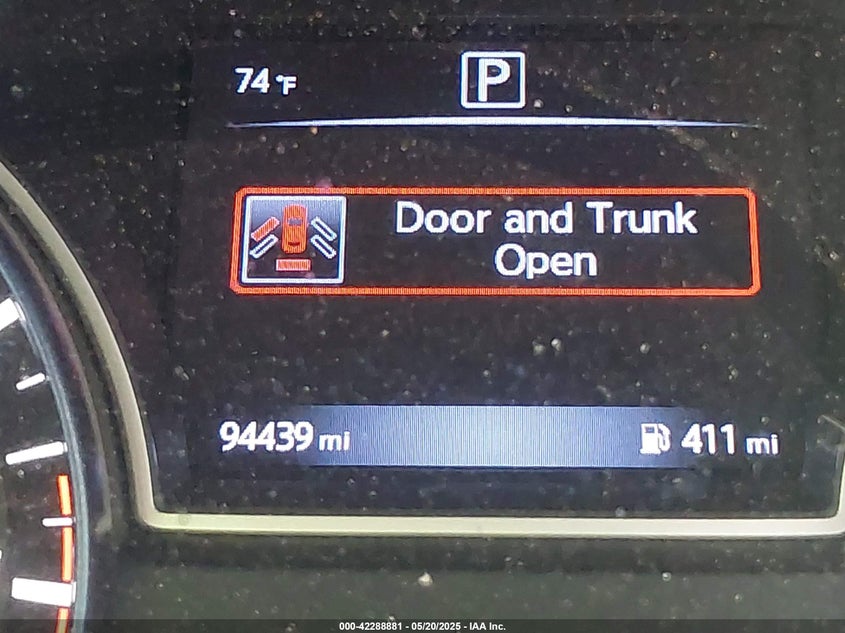 74°F
P
Door and Trunk
Open
94439 mi
411 mi
000-42288881 - 05/20/2025 - IAA Inc.